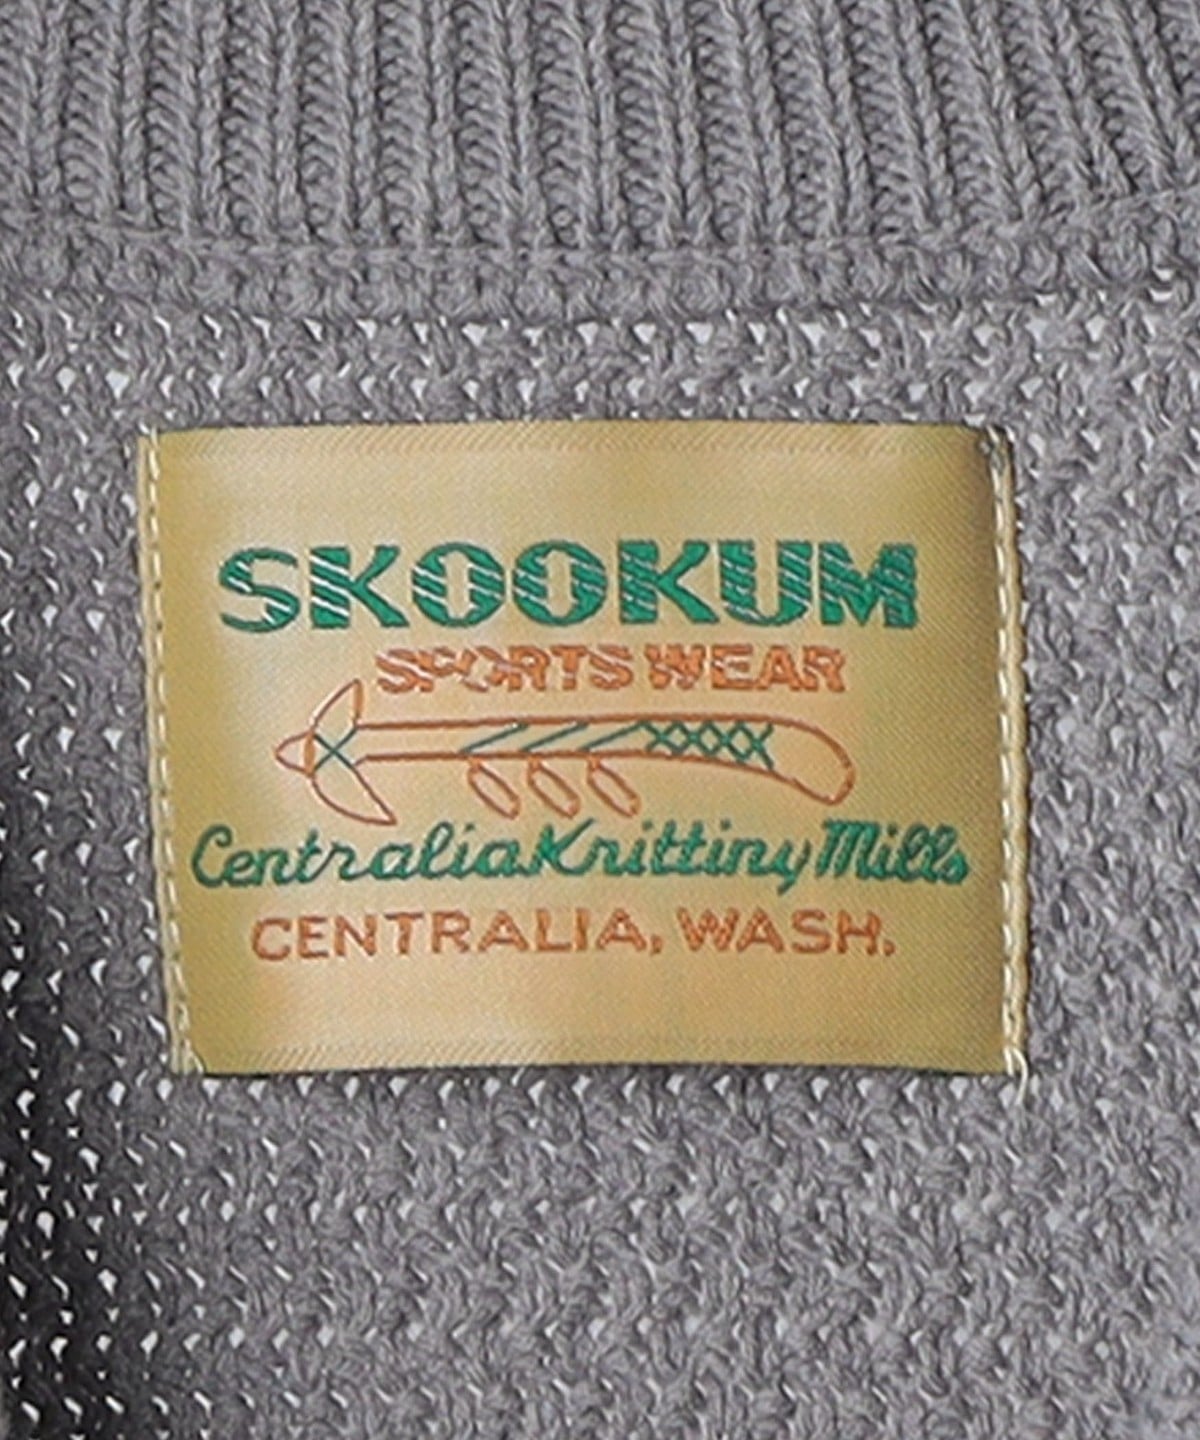 SKOOKUM
SPORTS WEAR
Centralia Knitting Mills
CENTRALIA, WASH.